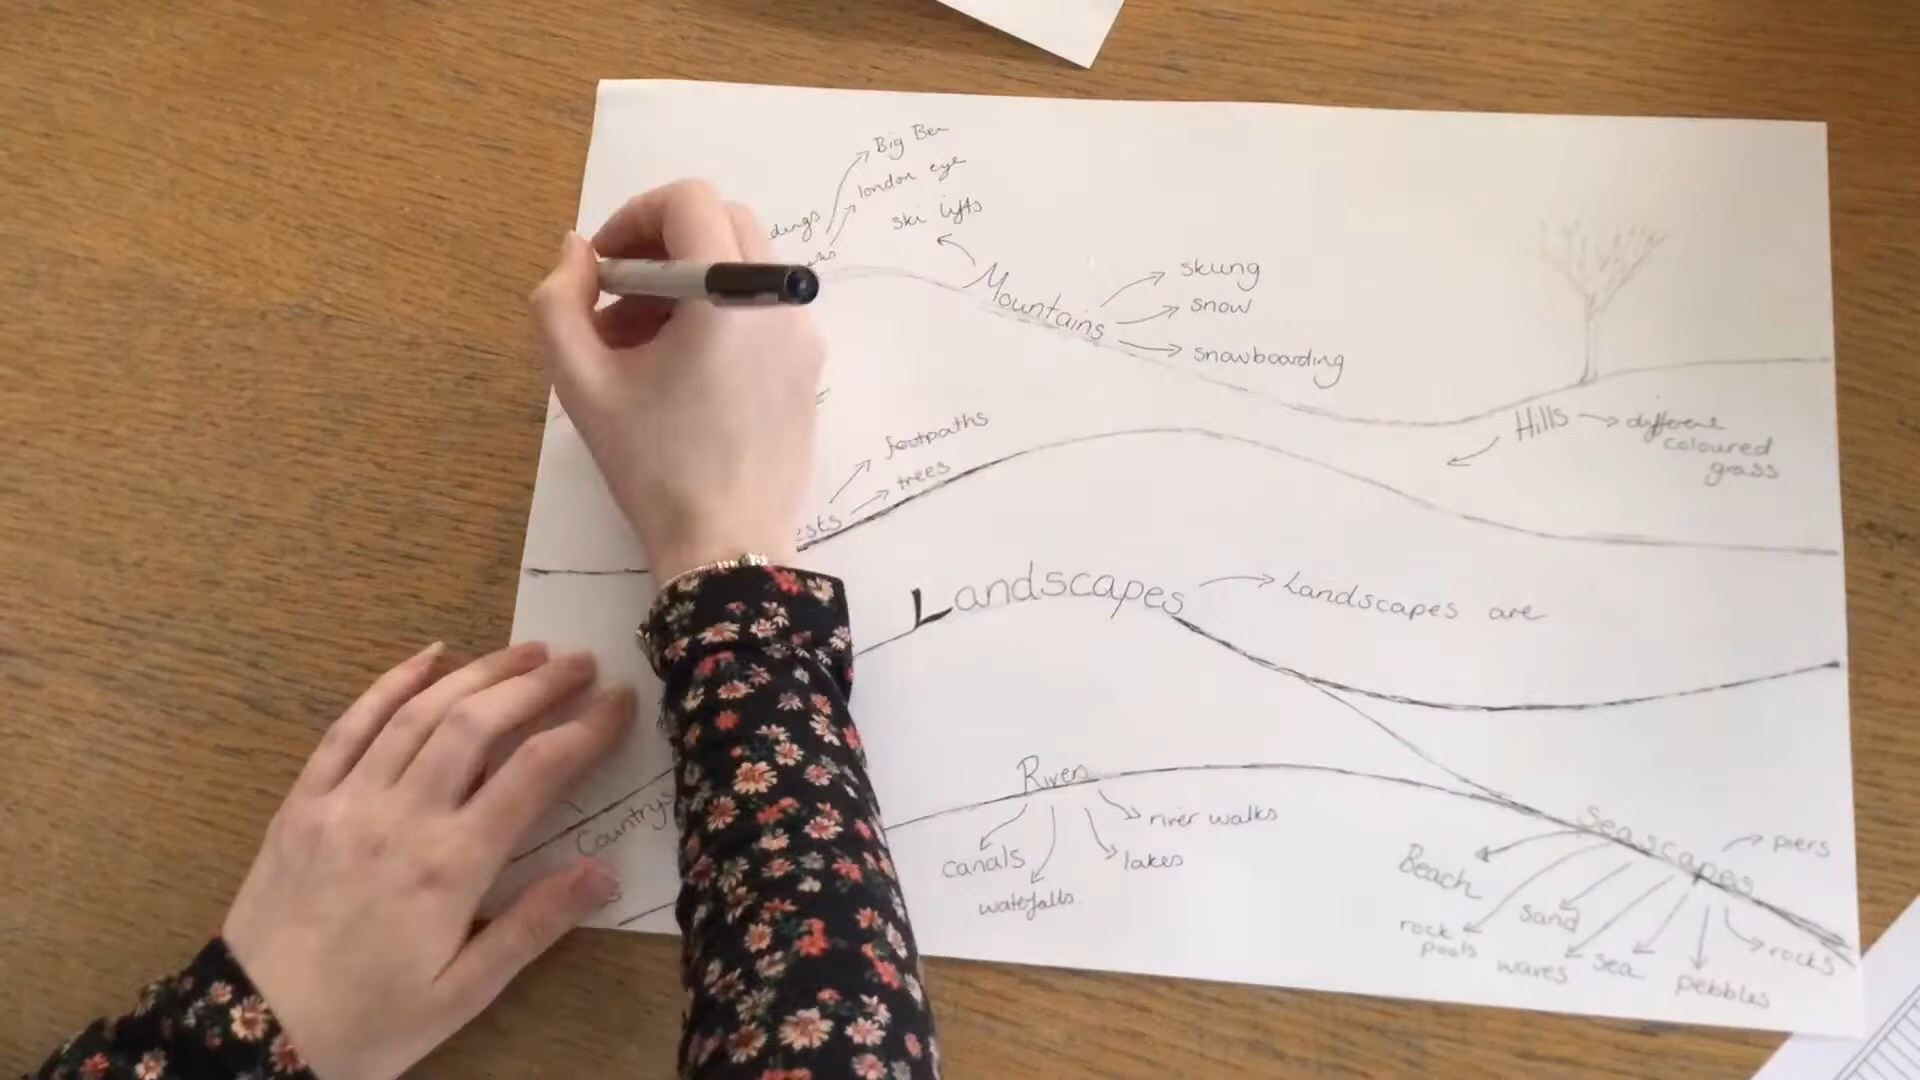 Big Ben
london eye
ski lifts
Mountains
skiing
snow
snowboarding
Hills
different
coloured
grass
footpaths
trees
Landscapes
Landscapes are
Rivers
river walks
canals
lakes
waterfalls
Seascapes
piers
Beach
sand
rock
pools
waves
sea
pebbles
rocks